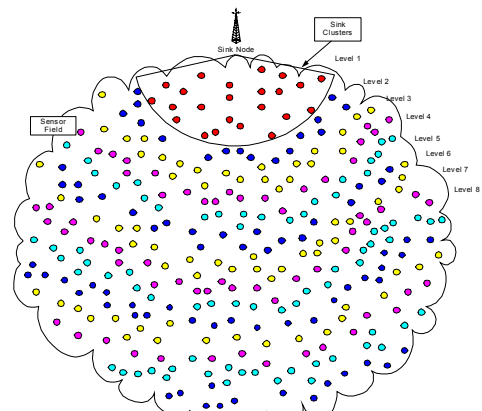 Sink
Clusters
Sink Node
Level 1
Level 2
Level 3
Sensor
Field
Level 4
Level 5
Level 6
Level 7
Level 8